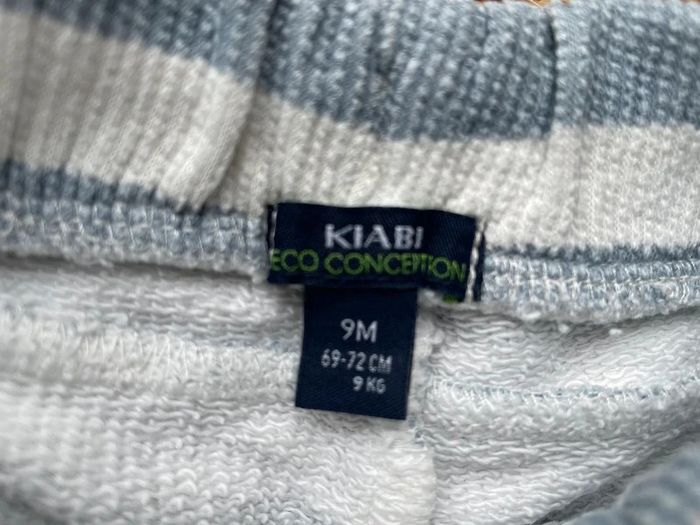 KIABI
ECO CONCEPTION
9M
69-72 CM
9 KG